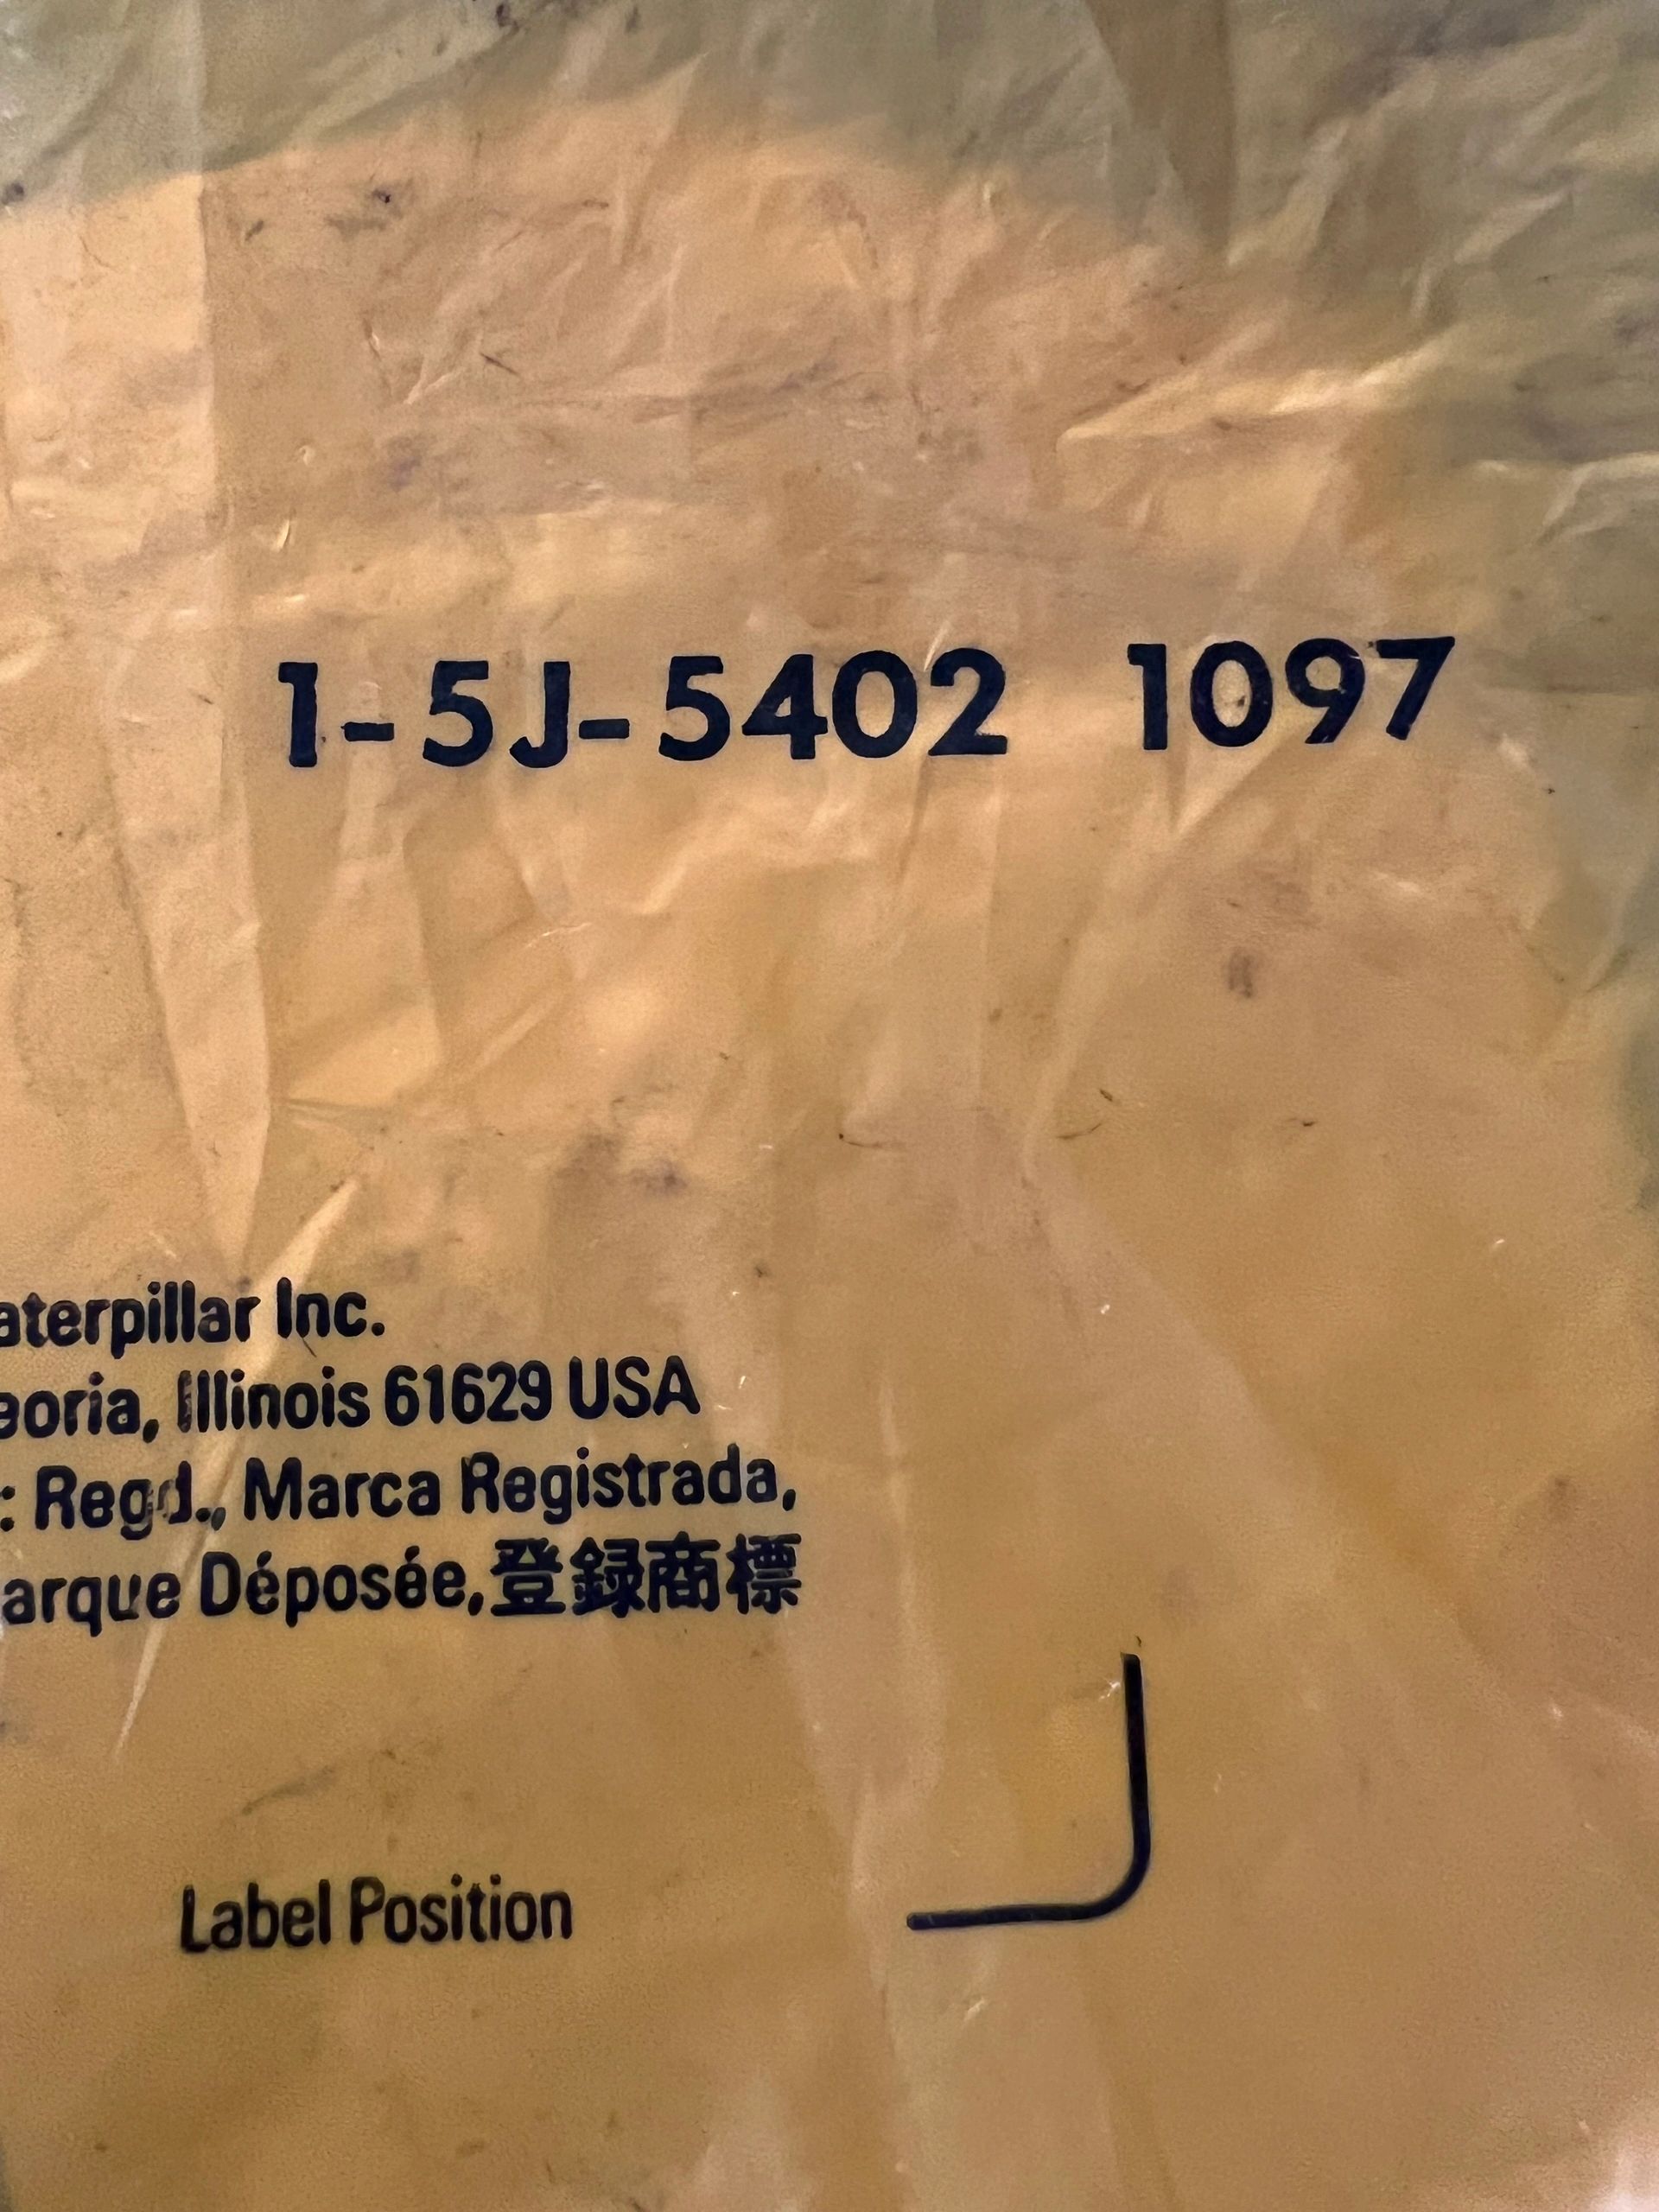 1-5J-5402 1097
aterpillar Inc.
eoria, Illinois 61629 USA
: Regd., Marca Registrada,
arque Déposée,登録商標
Label Position